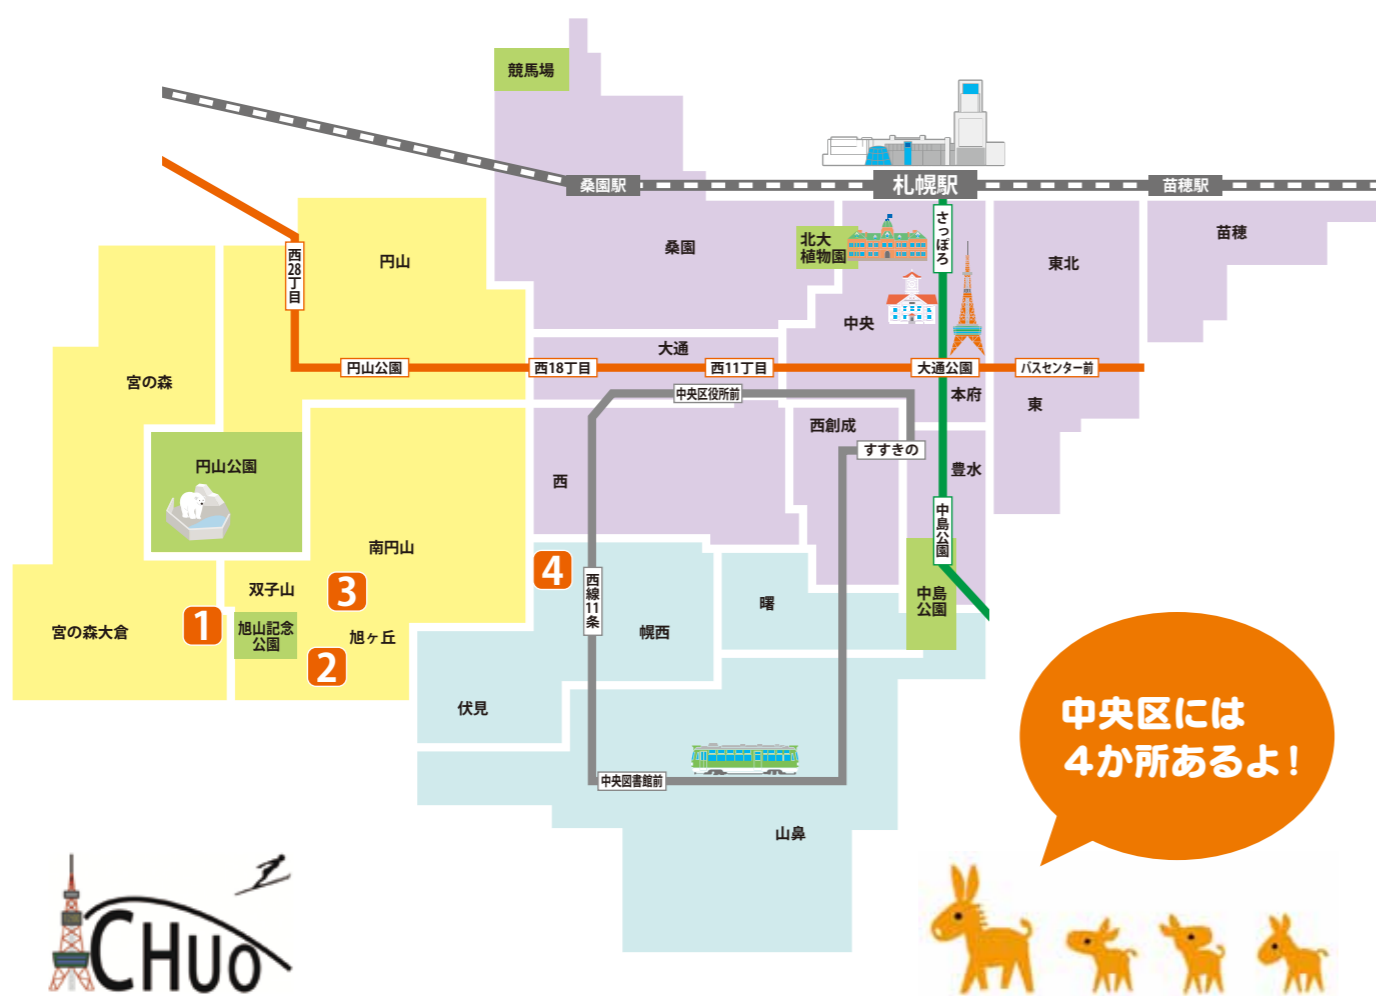 競馬場
桑園駅
札幌駅
苗穂駅
さっぽろ
北大
植物園
桑園
苗穂
東北
円山
西28丁目
中央
大通
円山公園
西18丁目
西11丁目
大通公園
バスセンター前
宮の森
中央区役所前
本府
東
西創成
すすきの
円山公園
豊水
西
中島公園
南円山
4
双子山
3
西線11条
中島
公園
曙
1
旭山記念
公園
宮の森大倉
旭ヶ丘
幌西
2
伏見
中央図書館前
山鼻
中央区には
4か所あるよ!
CHUO